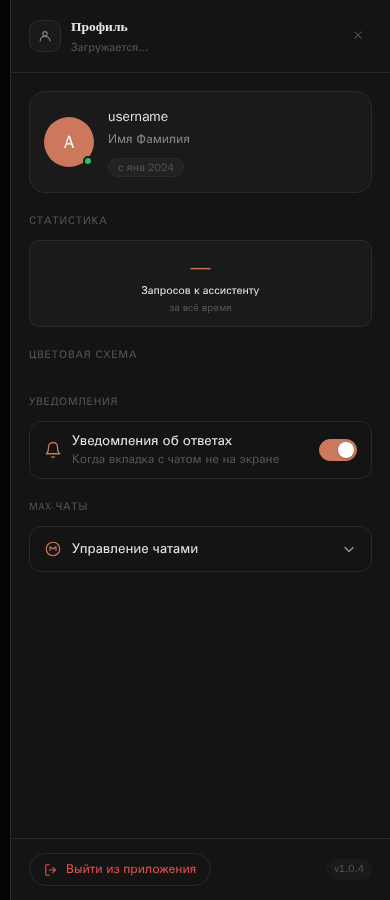 Профиль
Загружается...
А
username
Имя Фамилия
с янв 2024
СТАТИСТИКА
—
Запросов к ассистенту
за всё время
ЦВЕТОВАЯ СХЕМА
УВЕДОМЛЕНИЯ
Уведомления об ответах
Когда вкладка с чатом не на экране
MAX-ЧАТЫ
Управление чатами
Выйти из приложения
v1.0.4